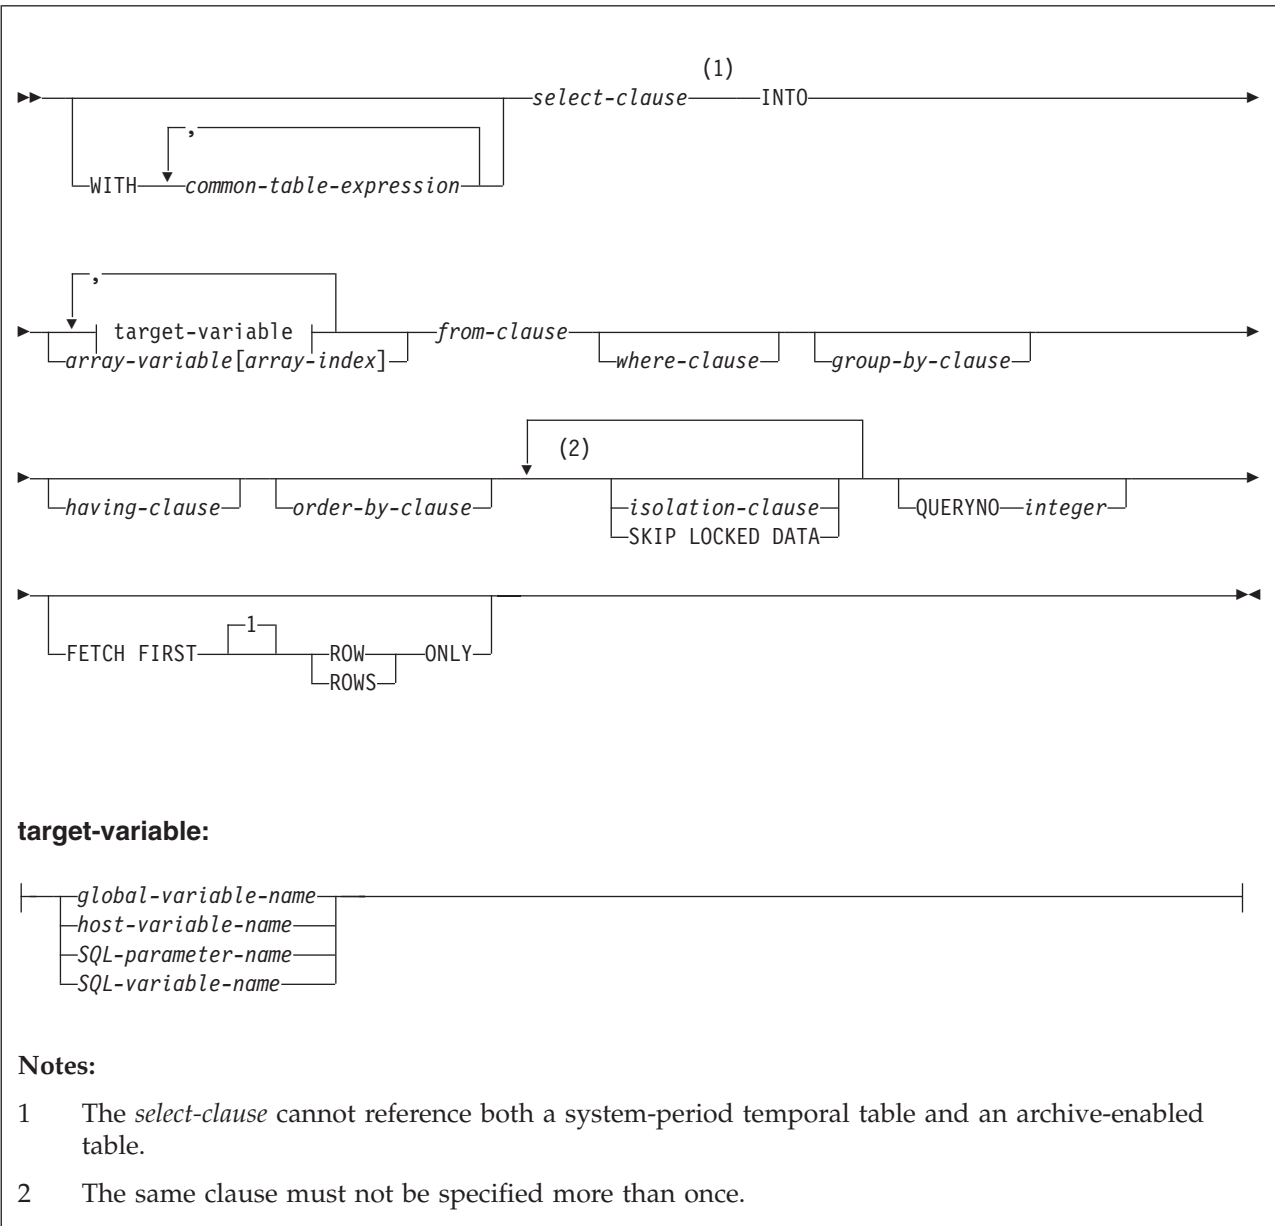 (1)
select-clause INTO
,
WITH common-table-expression
,
target-variable from-clause
array-variable[array-index] where-clause group-by-clause
(2)
having-clause order-by-clause isolation-clause QUERYNO integer
SKIP LOCKED DATA
1
FETCH FIRST ROW ONLY
ROWS
target-variable:
global-variable-name
host-variable-name
SQL-parameter-name
SQL-variable-name
Notes:
1 The select-clause cannot reference both a system-period temporal table and an archive-enabled
table.
2 The same clause must not be specified more than once.